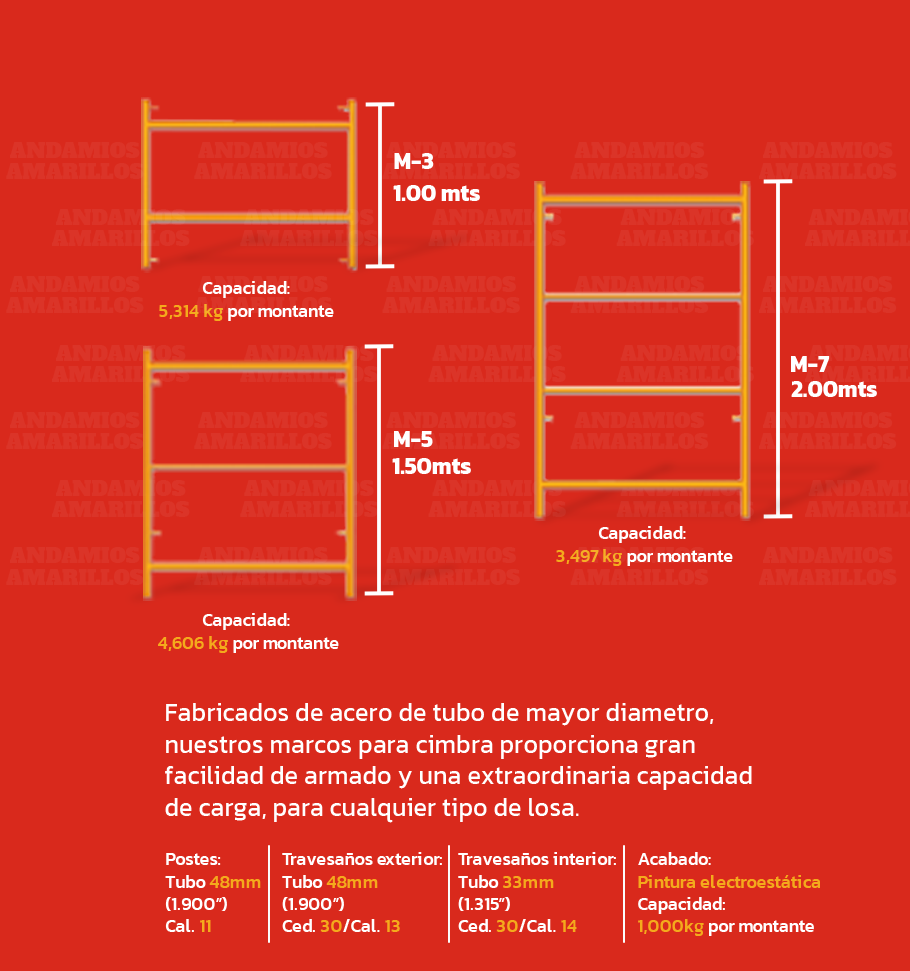 M-3
1.00 mts
Capacidad:
5,314 kg por montante
M-5
1.50mts
Capacidad:
4,606 kg por montante
M-7
2.00mts
Capacidad:
3,497 kg por montante
ANDAMIOS
AMARILLOS
Fabricados de acero de tubo de mayor diametro,
nuestros marcos para cimbra proporciona gran
facilidad de armado y una extraordinaria capacidad
de carga, para cualquier tipo de losa.
Postes:
Tubo 48mm
(1.900”)
Cal. 11
Travesaños exterior:
Tubo 48mm
(1.900”)
Ced. 30/Cal. 13
Travesaños interior:
Tubo 33mm
(1.315”)
Ced. 30/Cal. 14
Acabado:
Pintura electroestática
Capacidad:
1,000kg por montante